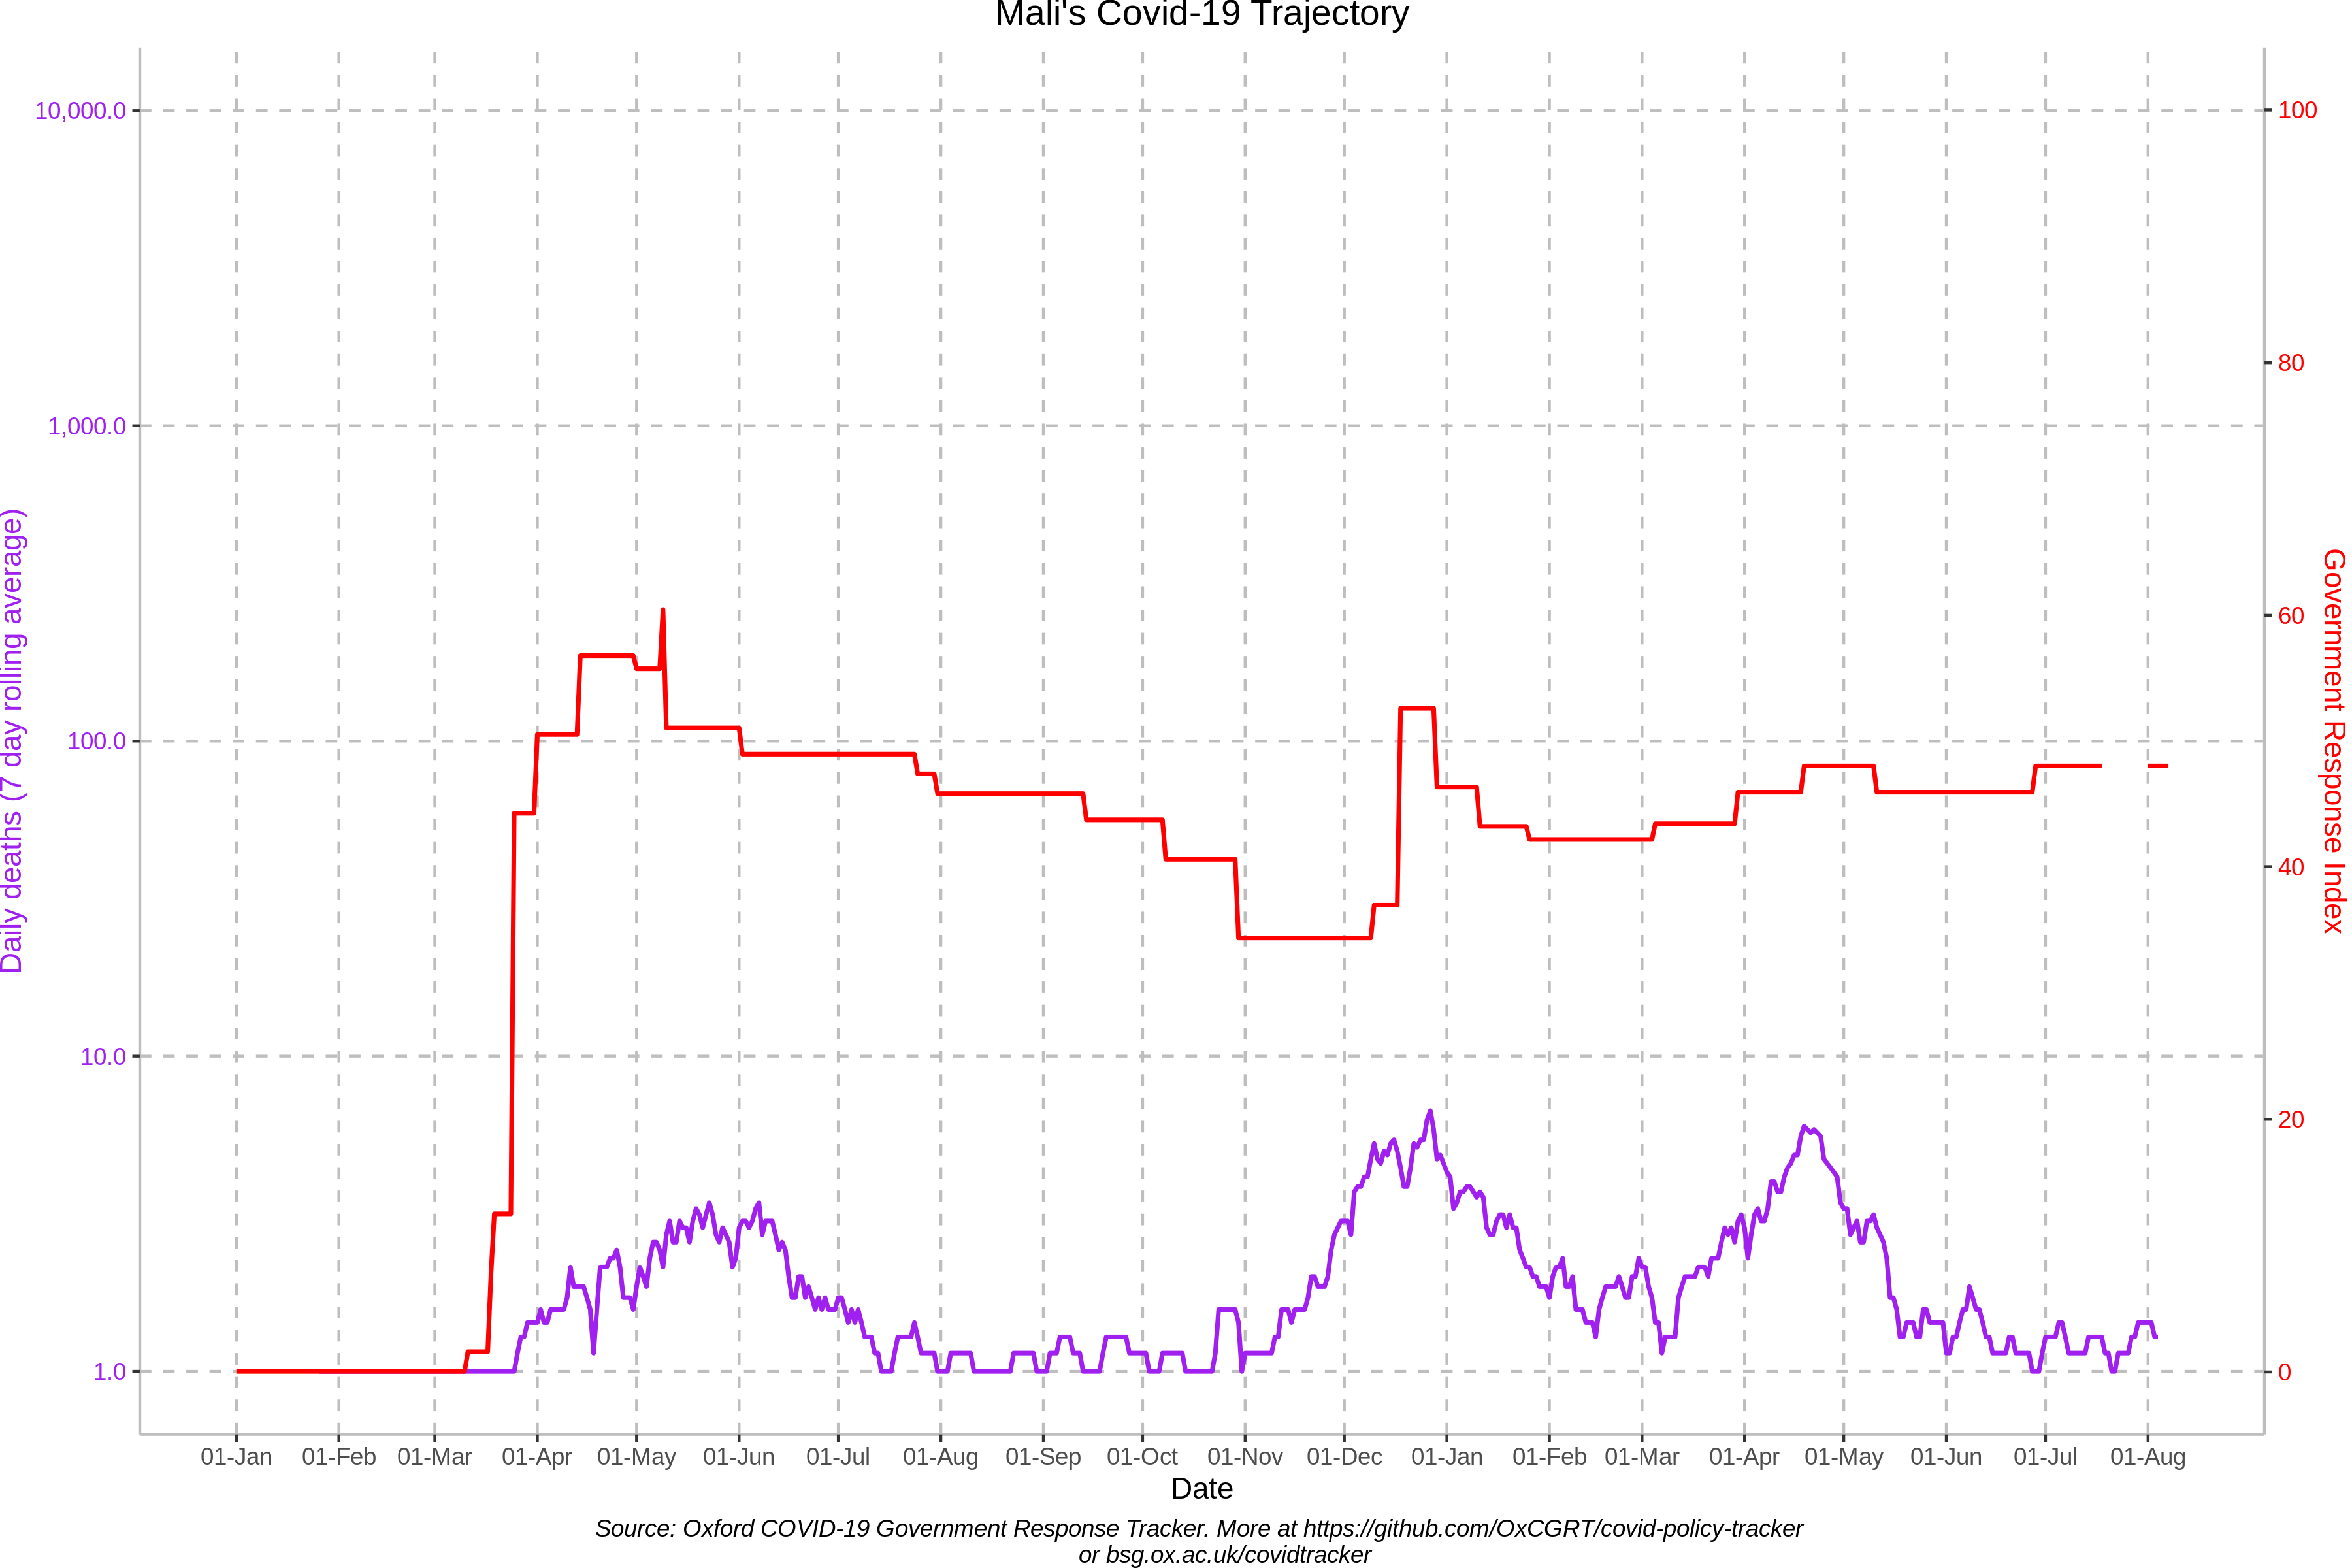 Mali's Covid-19 Trajectory
10,000.0
1,000.0
100.0
10.0
1.0
Daily deaths (7 day rolling average)
100
80
60
40
20
0
Government Response Index
01-Jan 01-Feb 01-Mar 01-Apr 01-May 01-Jun 01-Jul 01-Aug 01-Sep 01-Oct 01-Nov 01-Dec 01-Jan 01-Feb 01-Mar 01-Apr 01-May 01-Jun 01-Jul 01-Aug
Date
Source: Oxford COVID-19 Government Response Tracker. More at https://github.com/OxCGRT/covid-policy-tracker
or bsg.ox.ac.uk/covidtracker